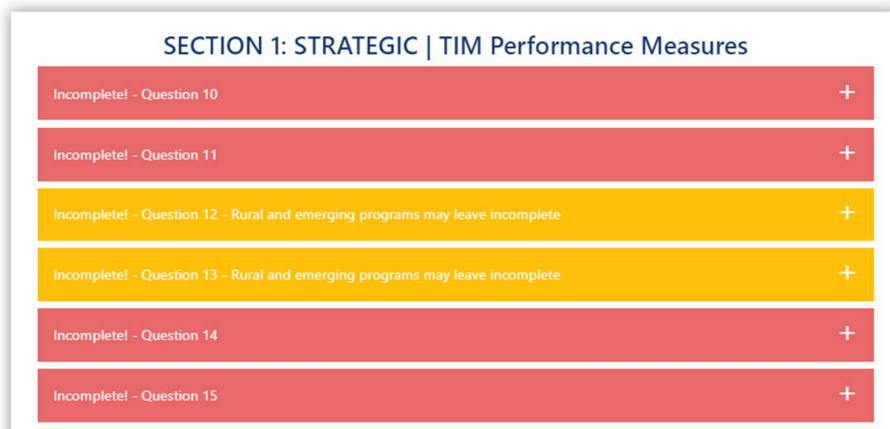 SECTION 1: STRATEGIC | TIM Performance Measures
Incomplete! - Question 10
+
Incomplete! - Question 11
+
Incomplete! - Question 12 - Rural and emerging programs may leave incomplete
+
Incomplete! - Question 13 - Rural and emerging programs may leave incomplete
+
Incomplete! - Question 14
+
Incomplete! - Question 15
+